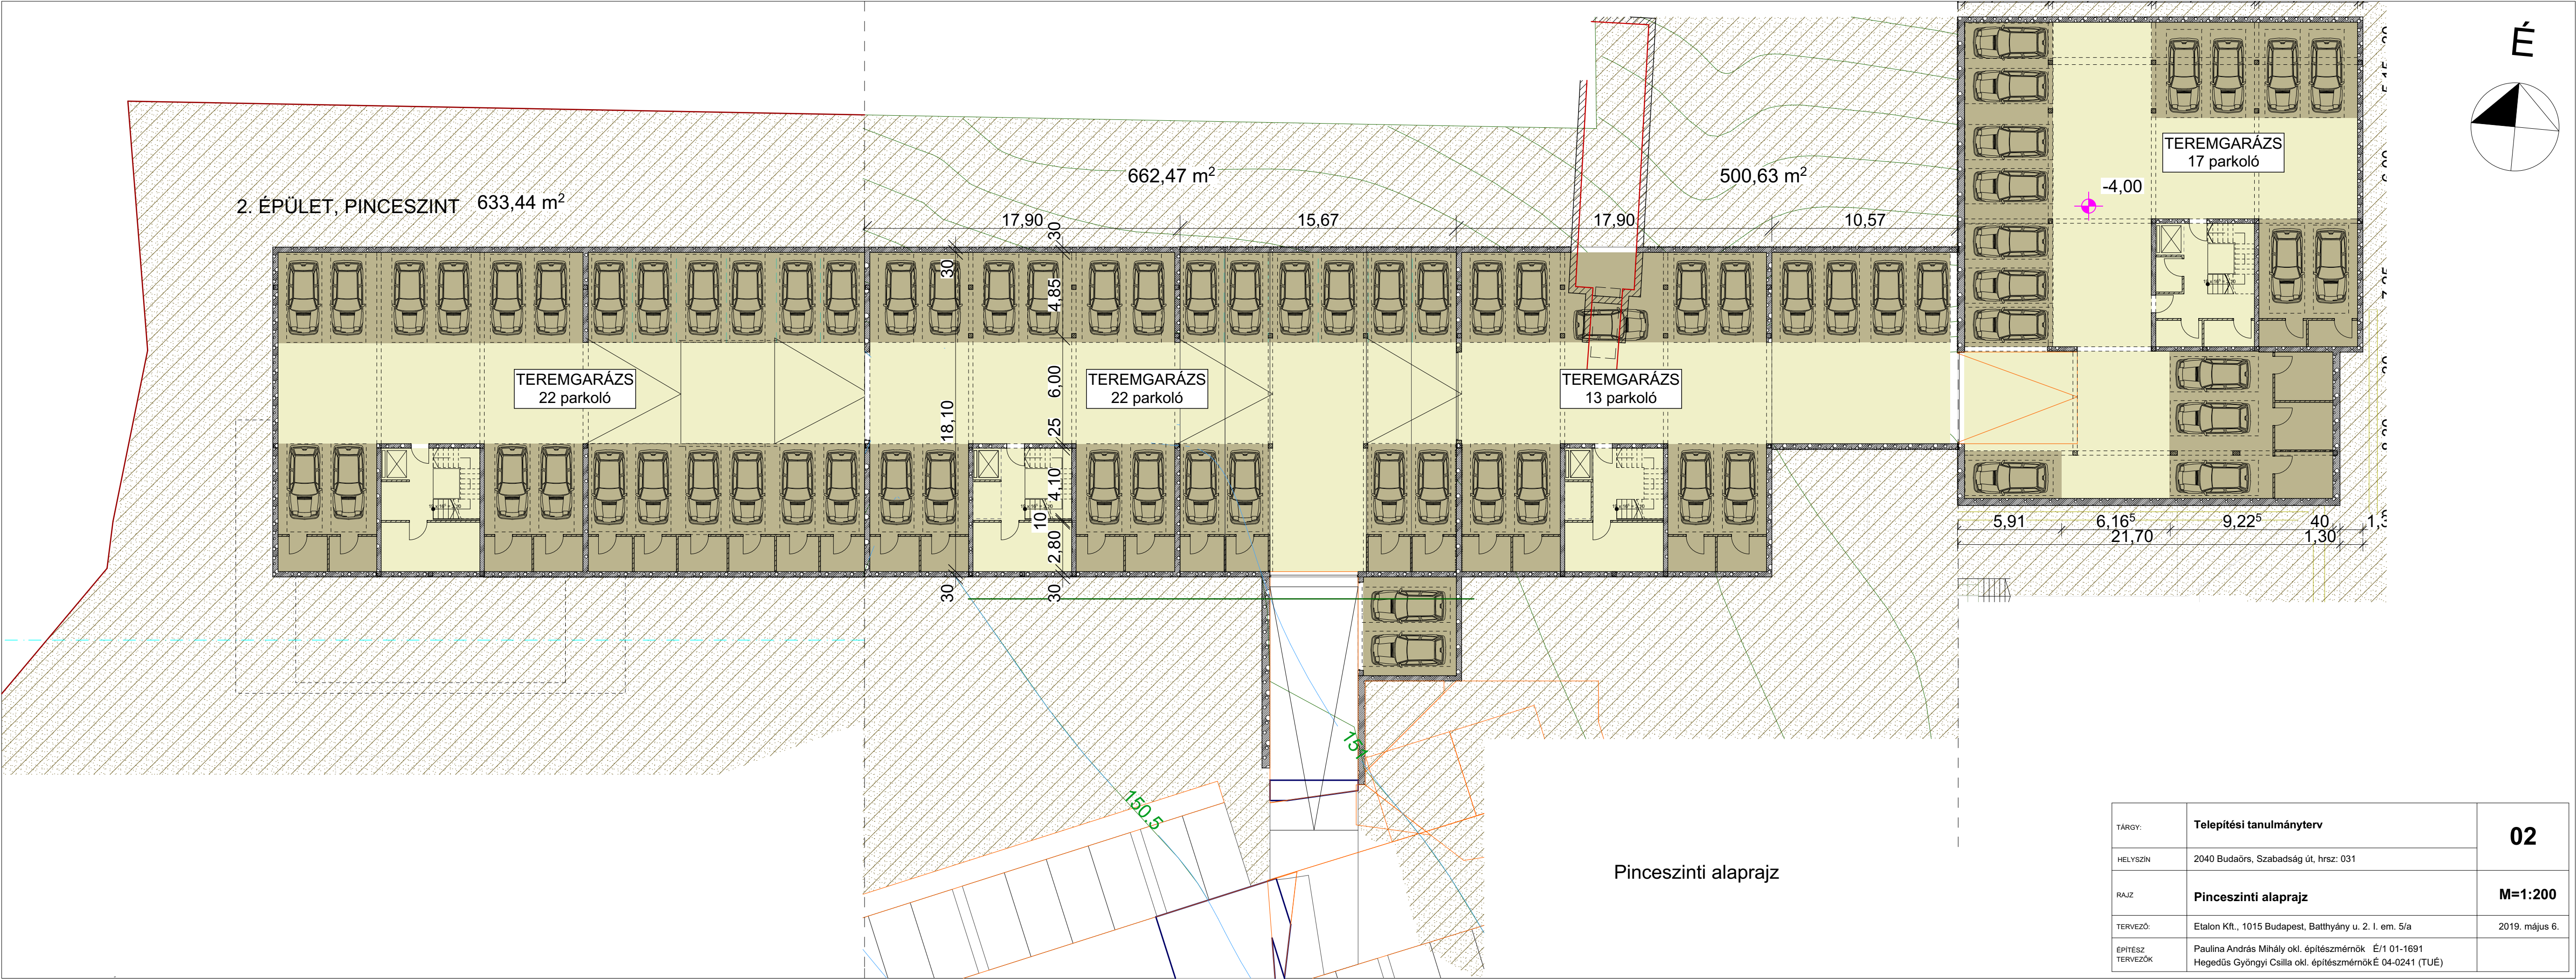 É
2. ÉPÜLET, PINCESZINT 633,44 m²
662,47 m²
500,63 m²
17,90
15,67
17,90
10,57
30
30
4,85
6,00
18,10
25
4,10
10
2,80
30
30
TEREMGARÁZS
22 parkoló
TEREMGARÁZS
22 parkoló
TEREMGARÁZS
13 parkoló
TEREMGARÁZS
17 parkoló
-4,00
5,91
6,16⁵
9,22⁵
40
21,70
1,30
151
150.5
Pinceszinti alaprajz
TÁRGY: Telepítési tanulmányterv
02
HELYSZÍN 2040 Budaörs, Szabadság út, hrsz: 031
RAJZ Pinceszinti alaprajz M=1:200
TERVEZŐ: Etalon Kft., 1015 Budapest, Batthyány u. 2. I. em. 5/a 2019. május 6.
ÉPÍTÉSZ TERVEZŐK
Paulina András Mihály okl. építészmérnök É/1 01-1691
Hegedűs Gyöngyi Csilla okl. építészmérnök É 04-0241 (TUÉ)